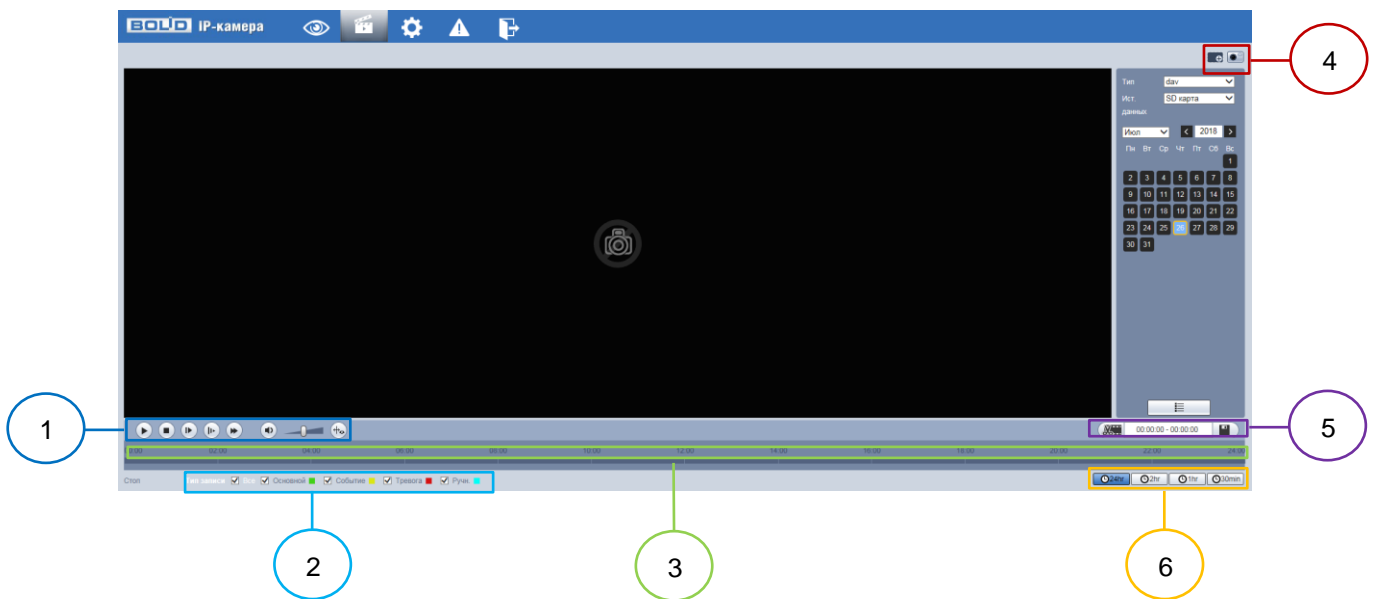 BOLID IP-камера
4
Тип dav
Ист. данных SD карта
Июл 2018
Пн Вт Ср Чт Пт Сб Вс
1
2 3 4 5 6 7 8
9 10 11 12 13 14 15
16 17 18 19 20 21 22
23 24 25 26 27 28 29
30 31
1
00:00:00 - 00:00:00
5
0:00 02:00 04:00 06:00 08:00 10:00 12:00 14:00 16:00 18:00 20:00 22:00 24:00
Стоп Тип записи Все Основной Событие Тревога Ручн. 24hr 2hr 1hr 30min
2 3 6